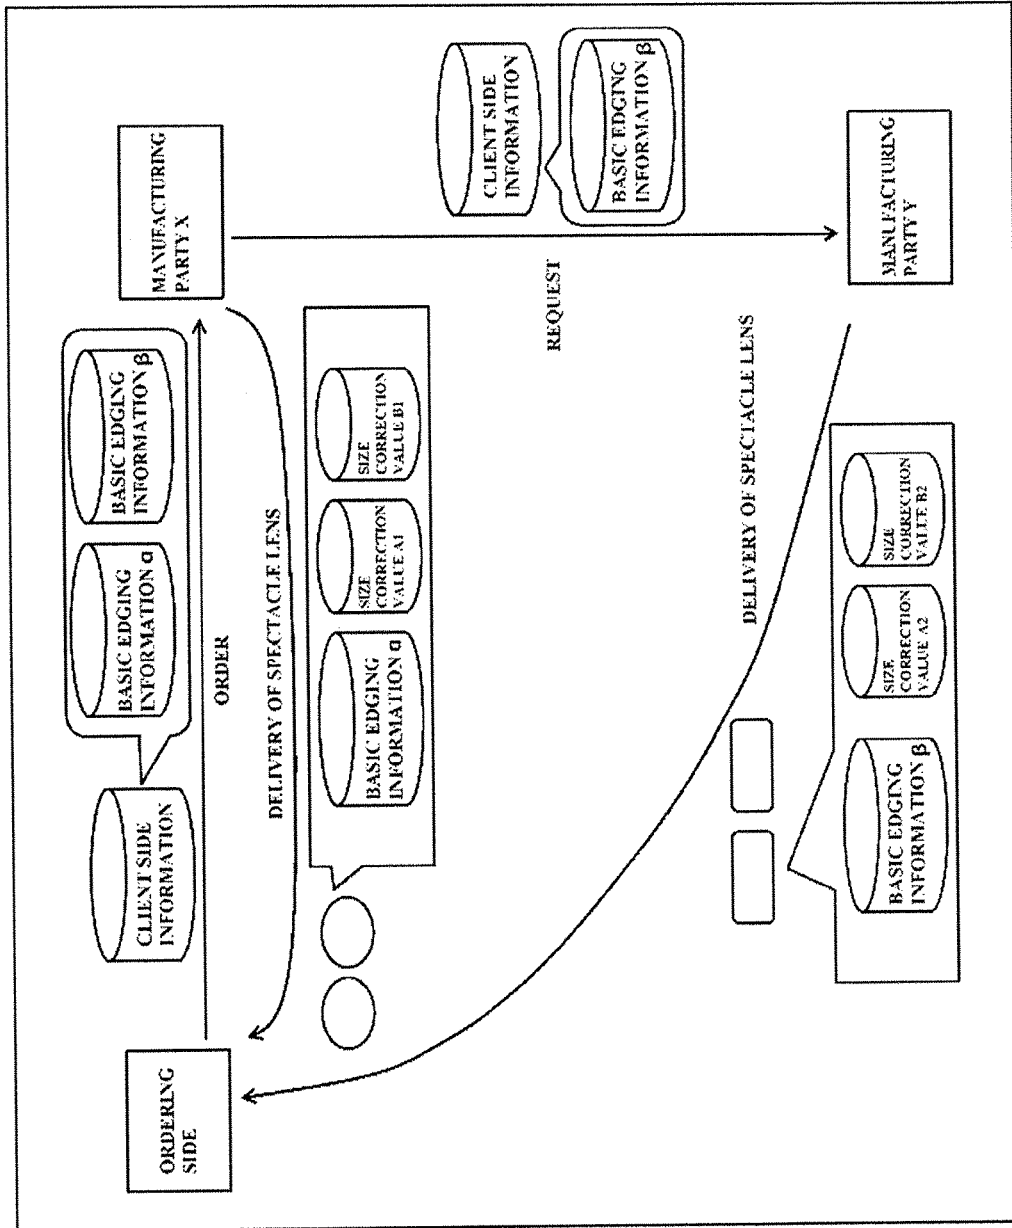 CLIENT SIDE
INFORMATION
BASIC EDGING
INFORMATION α
BASIC EDGING
INFORMATION β
ORDERING
SIDE
ORDER
MANUFACTURING
PARTY X
DELIVERY OF SPECTACLE LENS
BASIC EDGING
INFORMATION α
SIZE
CORRECTION
VALUE A1
SIZE
CORRECTION
VALUE B1
CLIENT SIDE
INFORMATION
BASIC EDGING
INFORMATION β
REQUEST
DELIVERY OF SPECTACLE LENS
BASIC EDGING
INFORMATION β
SIZE
CORRECTION
VALUE A2
SIZE
CORRECTION
VALUE B2
MANUFACTURING
PARTY Y